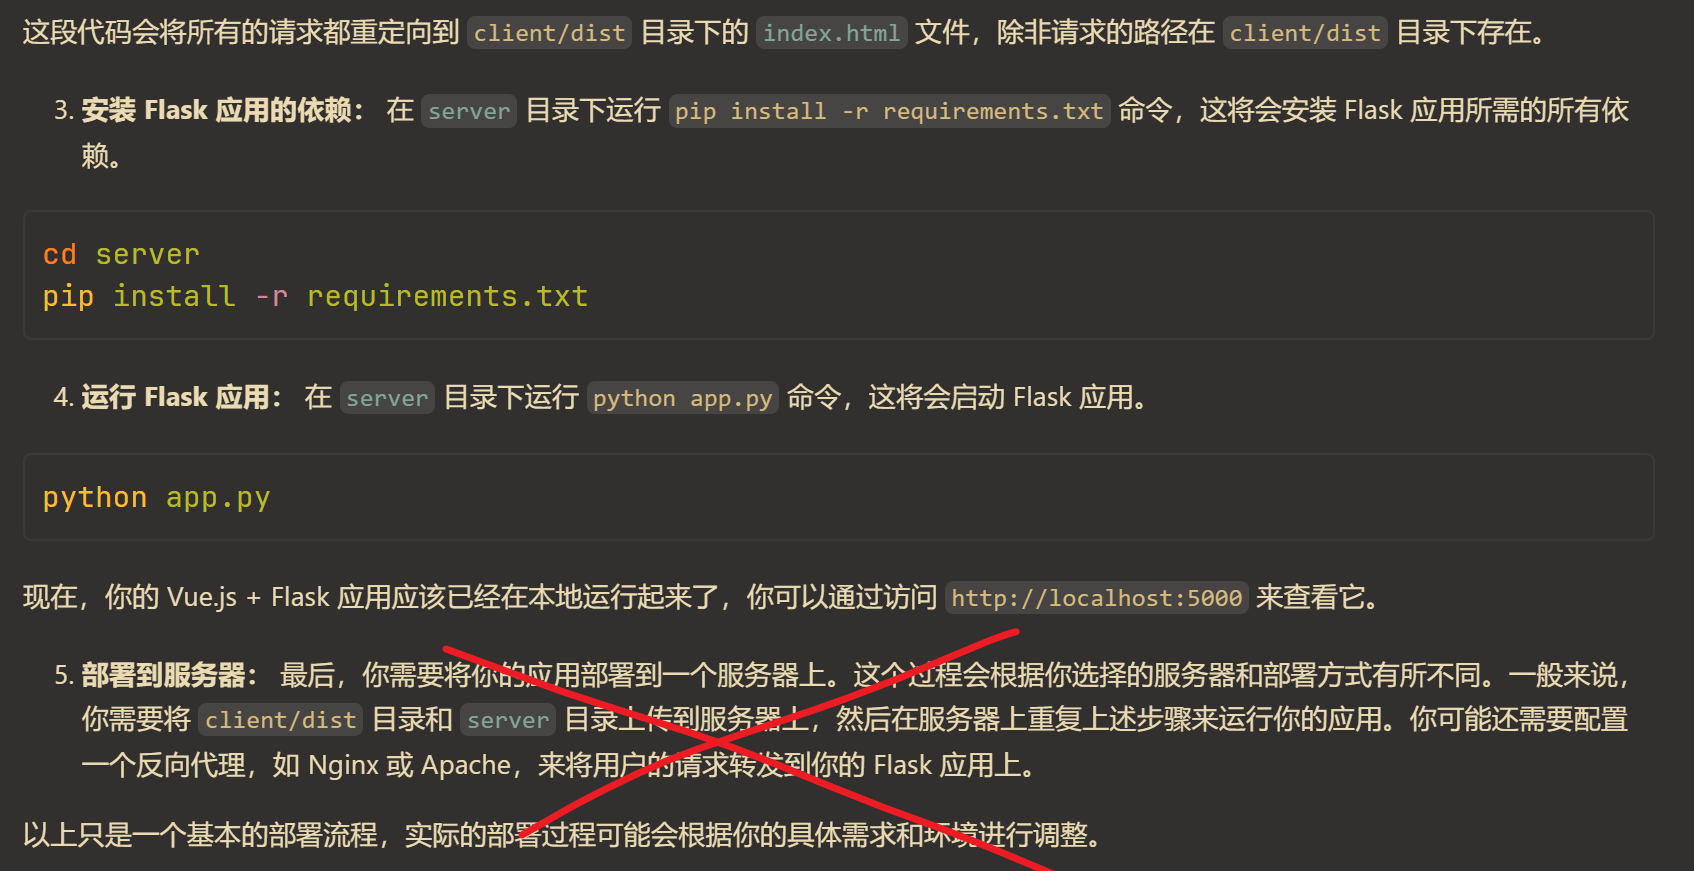 这段代码会将所有的请求都重定向到 client/dist 目录下的 index.html 文件，除非请求的路径在 client/dist 目录下存在。
3. 安装 Flask 应用的依赖： 在 server 目录下运行 pip install -r requirements.txt 命令，这将会安装 Flask 应用所需的所有依
赖。
cd server
pip install -r requirements.txt
4. 运行 Flask 应用： 在 server 目录下运行 python app.py 命令，这将会启动 Flask 应用。
python app.py
现在，你的 Vue.js + Flask 应用应该已经在本地运行起来了，你可以通过访问 http://localhost:5000 来查看它。
5. 部署到服务器： 最后，你需要将你的应用部署到一个服务器上。这个过程会根据你选择的服务器和部署方式有所不同。一般来说，
你需要将 client/dist 目录和 server 目录上传到服务器上，然后在服务器上重复上述步骤来运行你的应用。你可能还需要配置
一个反向代理，如 Nginx 或 Apache，来将用户的请求转发到你的 Flask 应用上。
以上只是一个基本的部署流程，实际的部署过程可能会根据你的具体需求和环境进行调整。